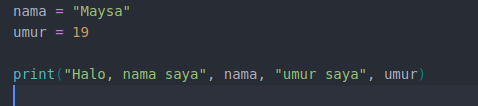 nama = "Maysa"
umur = 19
print("Halo, nama saya", nama, "umur saya", umur)